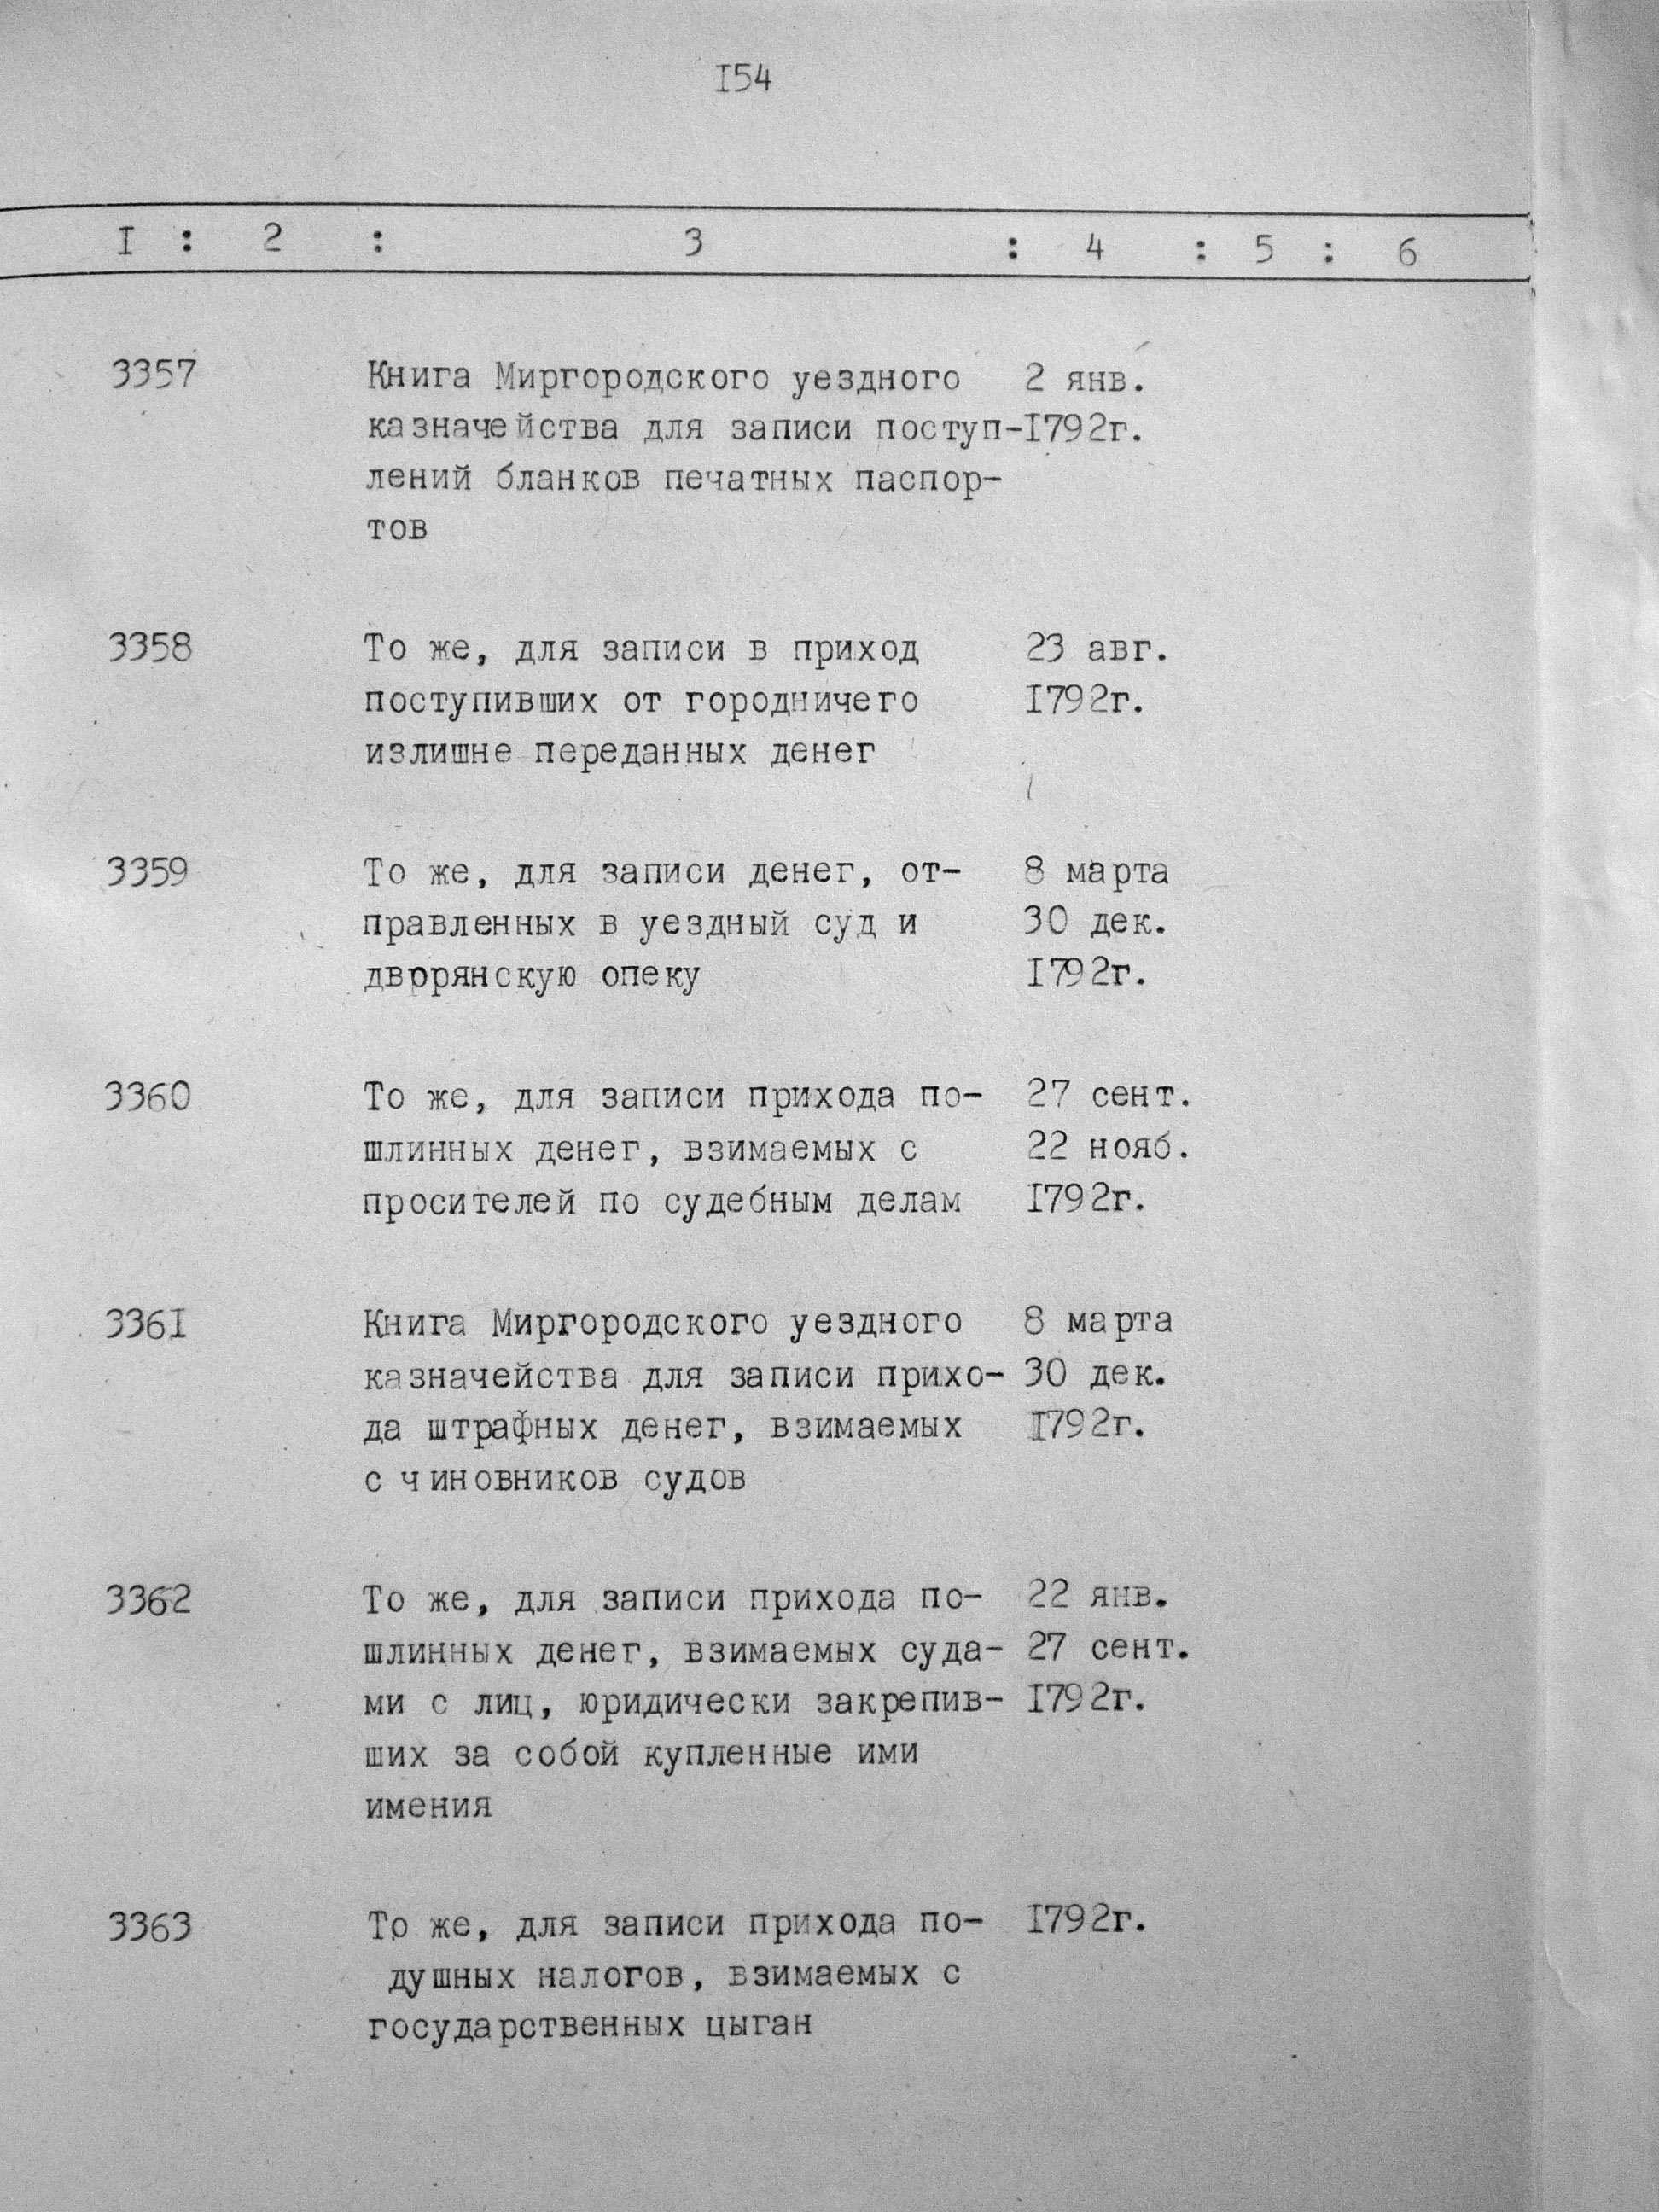 I54
I : 2 : 3 : 4 : 5 : 6
3357 Книга Миргородского уездного 2 янв.
казначейства для записи поступ-I792г.
лений бланков печатных паспор-
тов
3358 То же, для записи в приход 23 авг.
поступивших от городничего I792г.
излишне переданных денег
3359 То же, для записи денег, от- 8 марта
правленных в уездный суд и 30 дек.
дворянскую опеку I792г.
3360 То же, для записи прихода по- 27 сент.
шлинных денег, взимаемых с 22 нояб.
просителей по судебным делам I792г.
336I Книга Миргородского уездного 8 марта
казначейства для записи прихо- 30 дек.
да штрафных денег, взимаемых I792г.
с чиновников судов
3362 То же, для записи прихода по- 22 янв.
шлинных денег, взимаемых суда- 27 сент.
ми с лиц, юридически закрепив- I792г.
ших за собой купленные ими
имения
3363 То же, для записи прихода по- I792г.
душных налогов, взимаемых с
государственных цыган